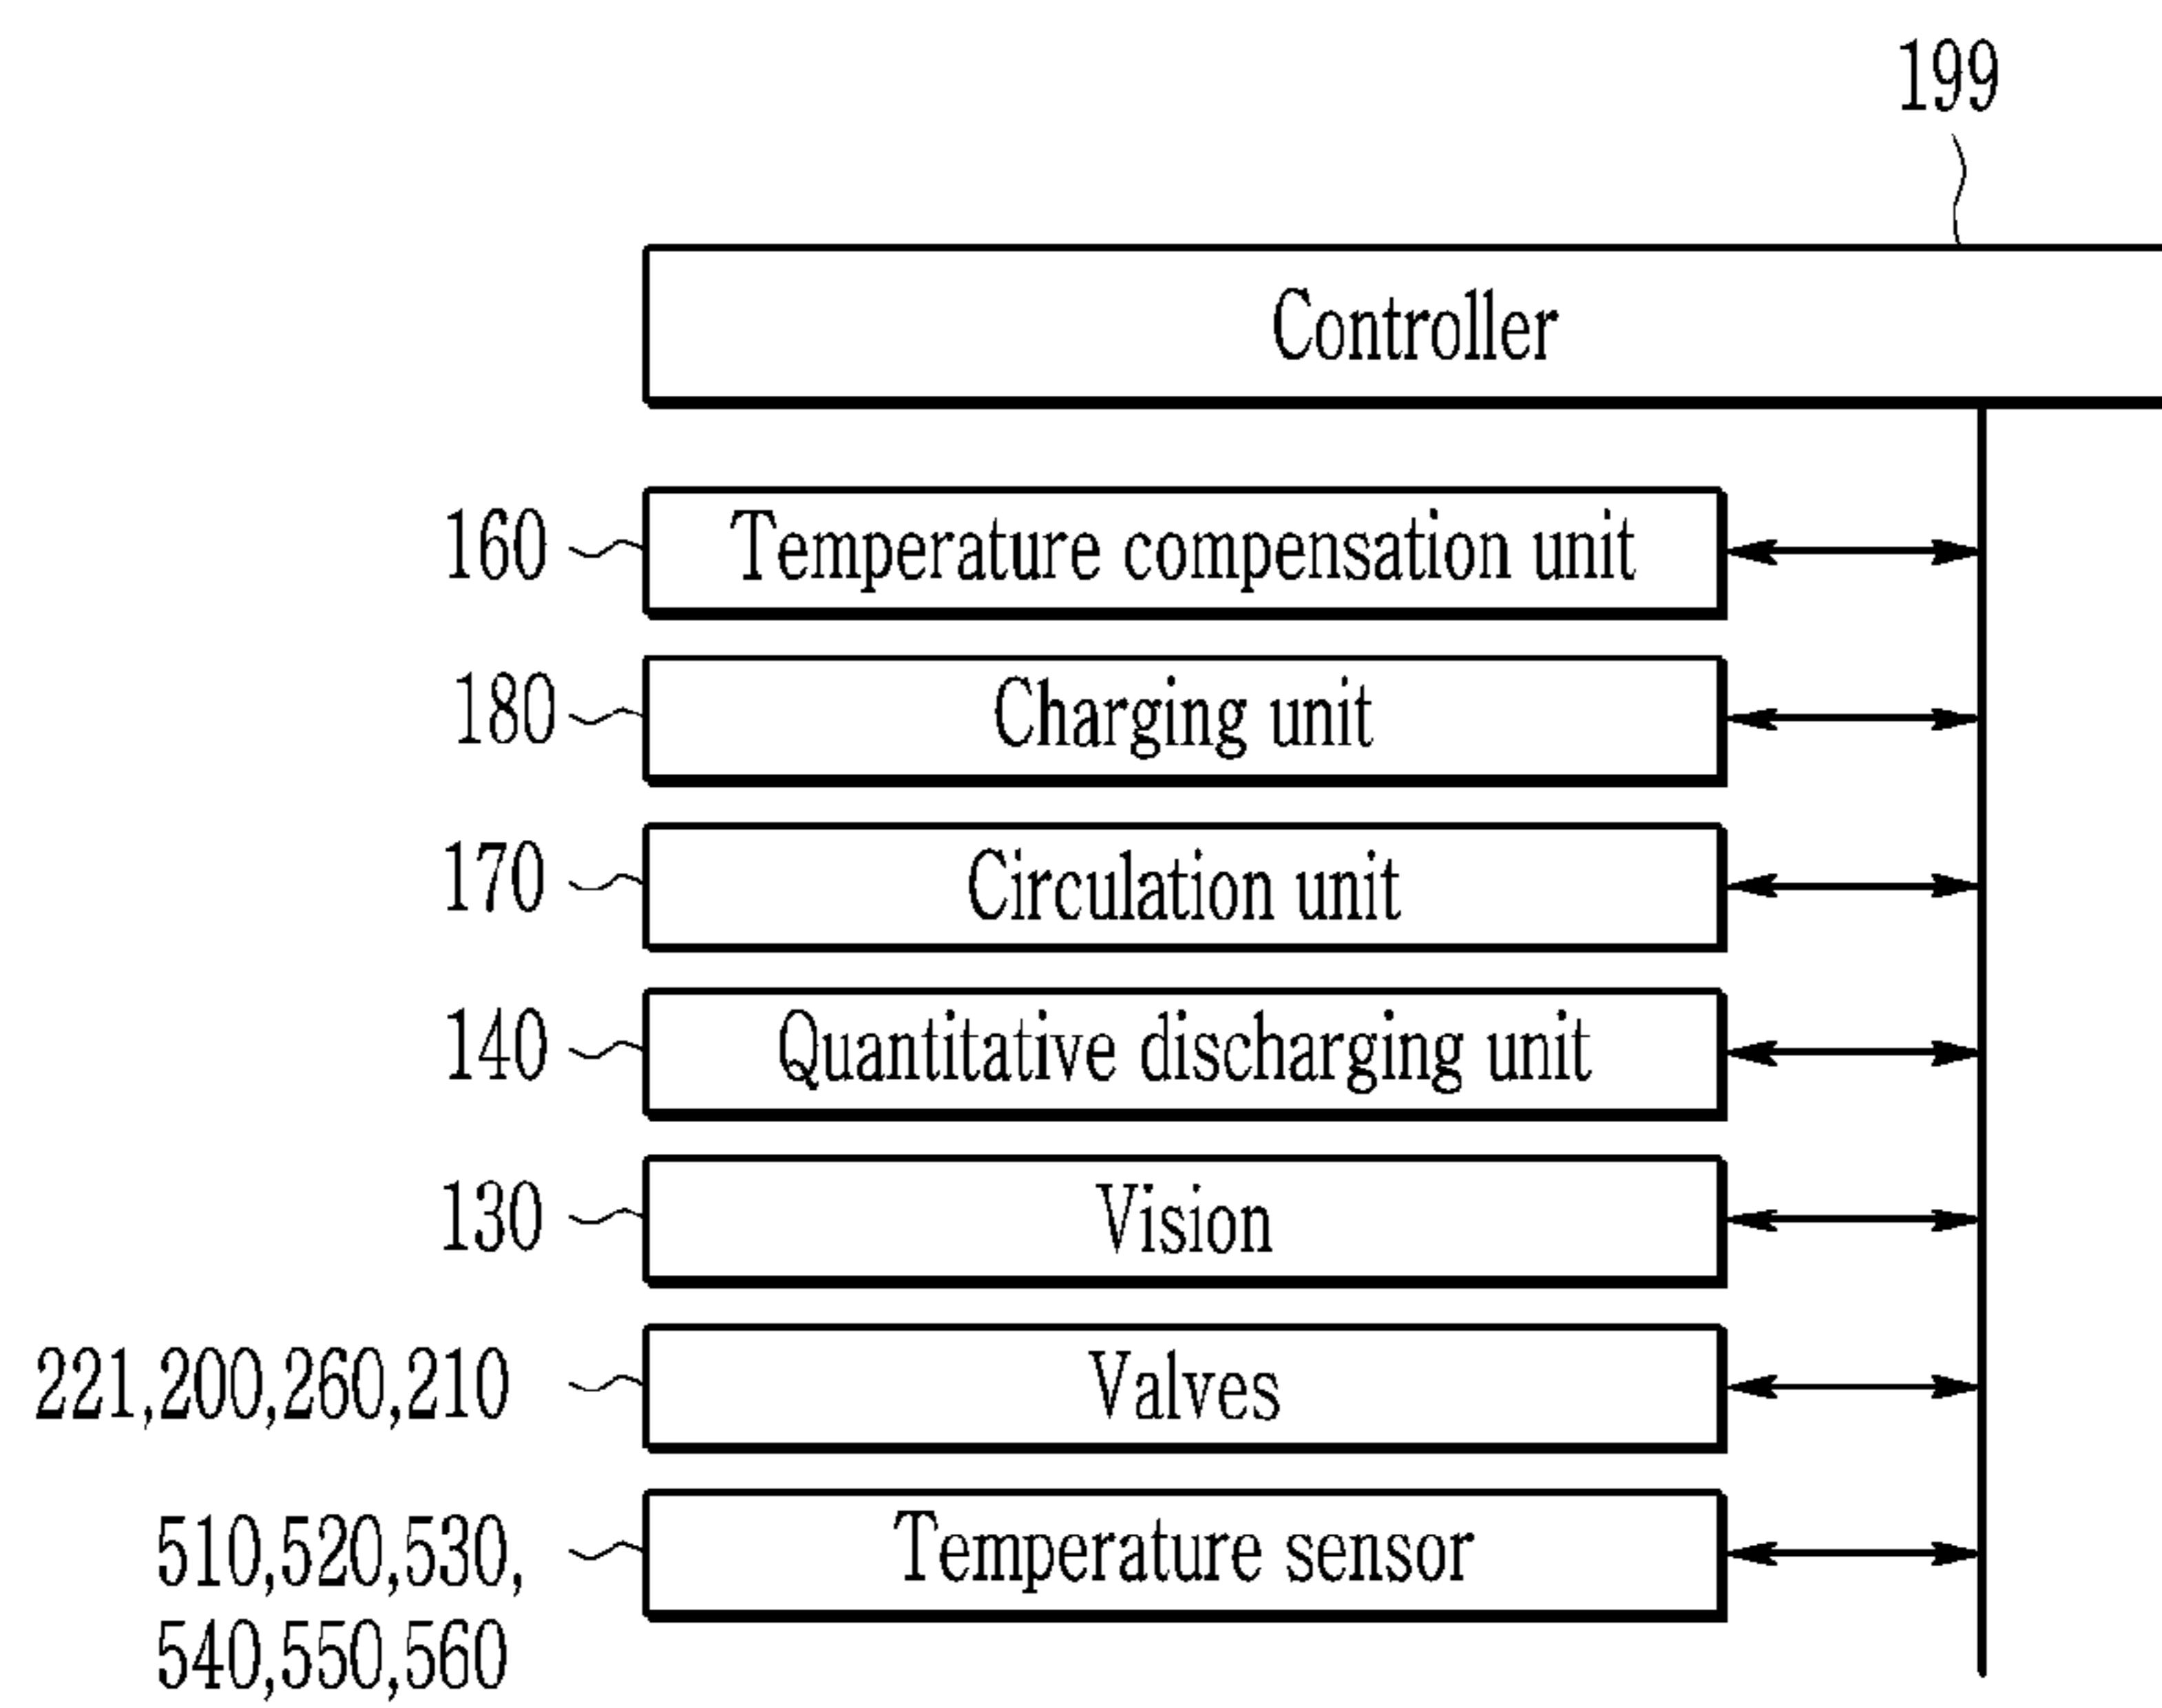 199
Controller
160 Temperature compensation unit
180 Charging unit
170 Circulation unit
140 Quantitative discharging unit
130 Vision
221,200,260,210 Valves
510,520,530, Temperature sensor
540,550,560